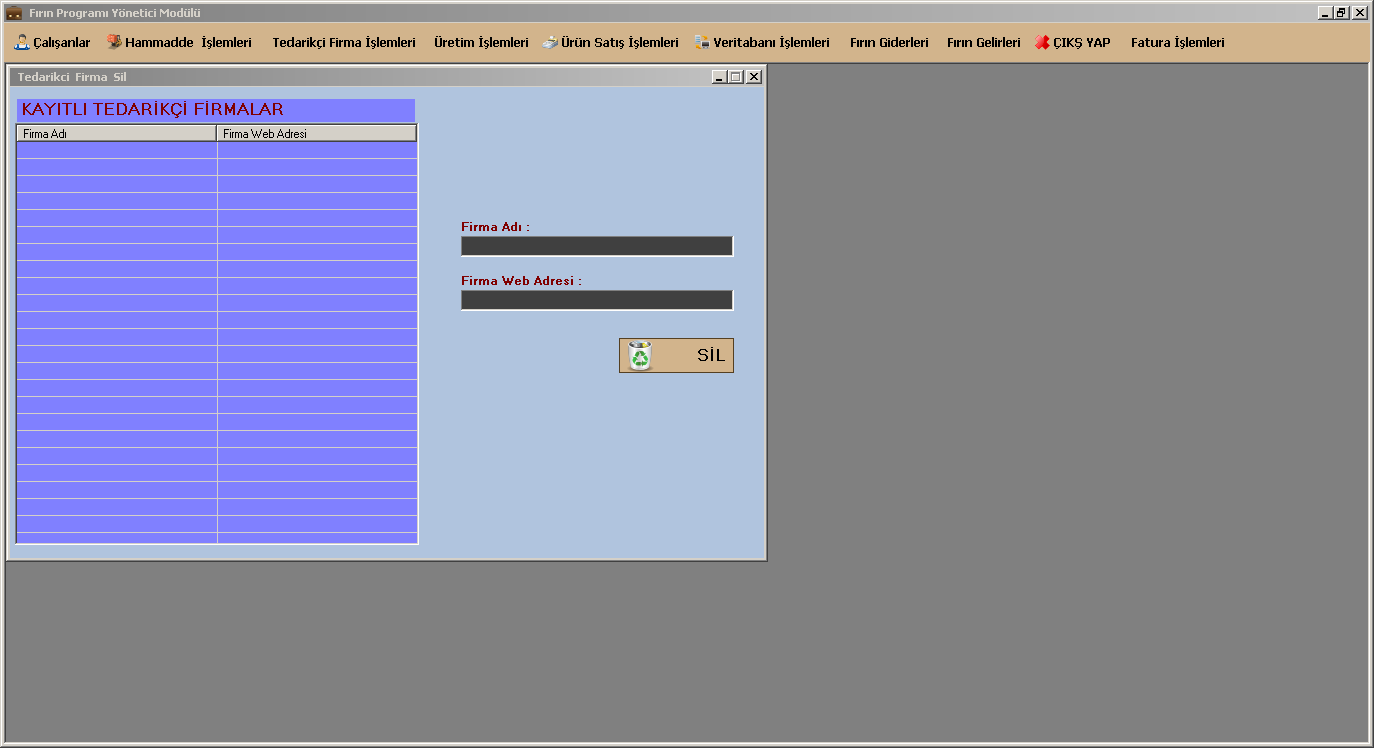 Fırın Programı Yönetici Modülü
Çalışanlar Hammadde İşlemleri Tedarikçi Firma İşlemleri Üretim İşlemleri Ürün Satış İşlemleri Veritabanı İşlemleri Fırın Giderleri Fırın Gelirleri ÇIKŞ YAP Fatura İşlemleri
Tedarikci Firma Sil
KAYITLI TEDARİKÇİ FİRMALAR
Firma Adı Firma Web Adresi
Firma Adı :
Firma Web Adresi :
SİL